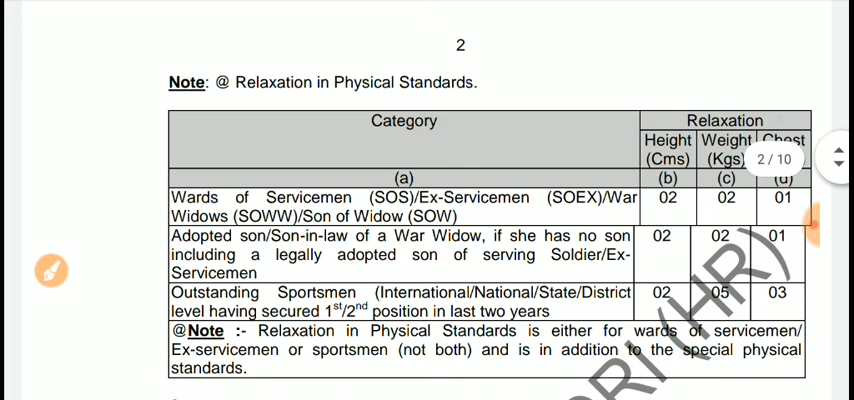 2
Note: @ Relaxation in Physical Standards.
Category
Relaxation
Height Weight Chest
(Cms) (Kgs)
2 / 10
(a) (b) (c) (d)
Wards of Servicemen (SOS)/Ex-Servicemen (SOEX)/War 02 02 01
Widows (SOWW)/Son of Widow (SOW)
Adopted son/Son-in-law of a War Widow, if she has no son 02 02 01
including a legally adopted son of serving Soldier/Ex-
Servicemen
Outstanding Sportsmen (International/National/State/District 02 05 03
level having secured 1st/2nd position in last two years
@Note :- Relaxation in Physical Standards is either for wards of servicemen/
Ex-servicemen or sportsmen (not both) and is in addition to the special physical
standards.
(HR)